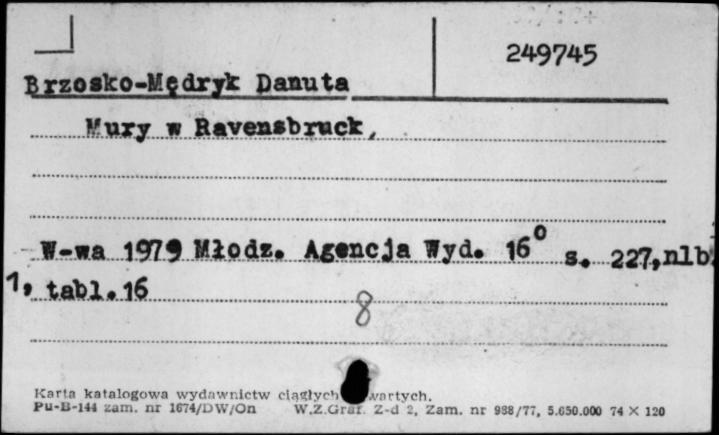 249745
Brzosko-Mędryk Danuta
Mury w Ravensbruck,
W-wa 1979 Młodz. Agencja Wyd. 16° s. 227, nlb.
1, tabl. 16
8
Karta katalogowa wydawnictw ciągłych
Pu-B-144 zam. nr 1674/DW/On W.Z.Graf. Z-d 2, Zam. nr 988/77, 5.650.000 74 × 120